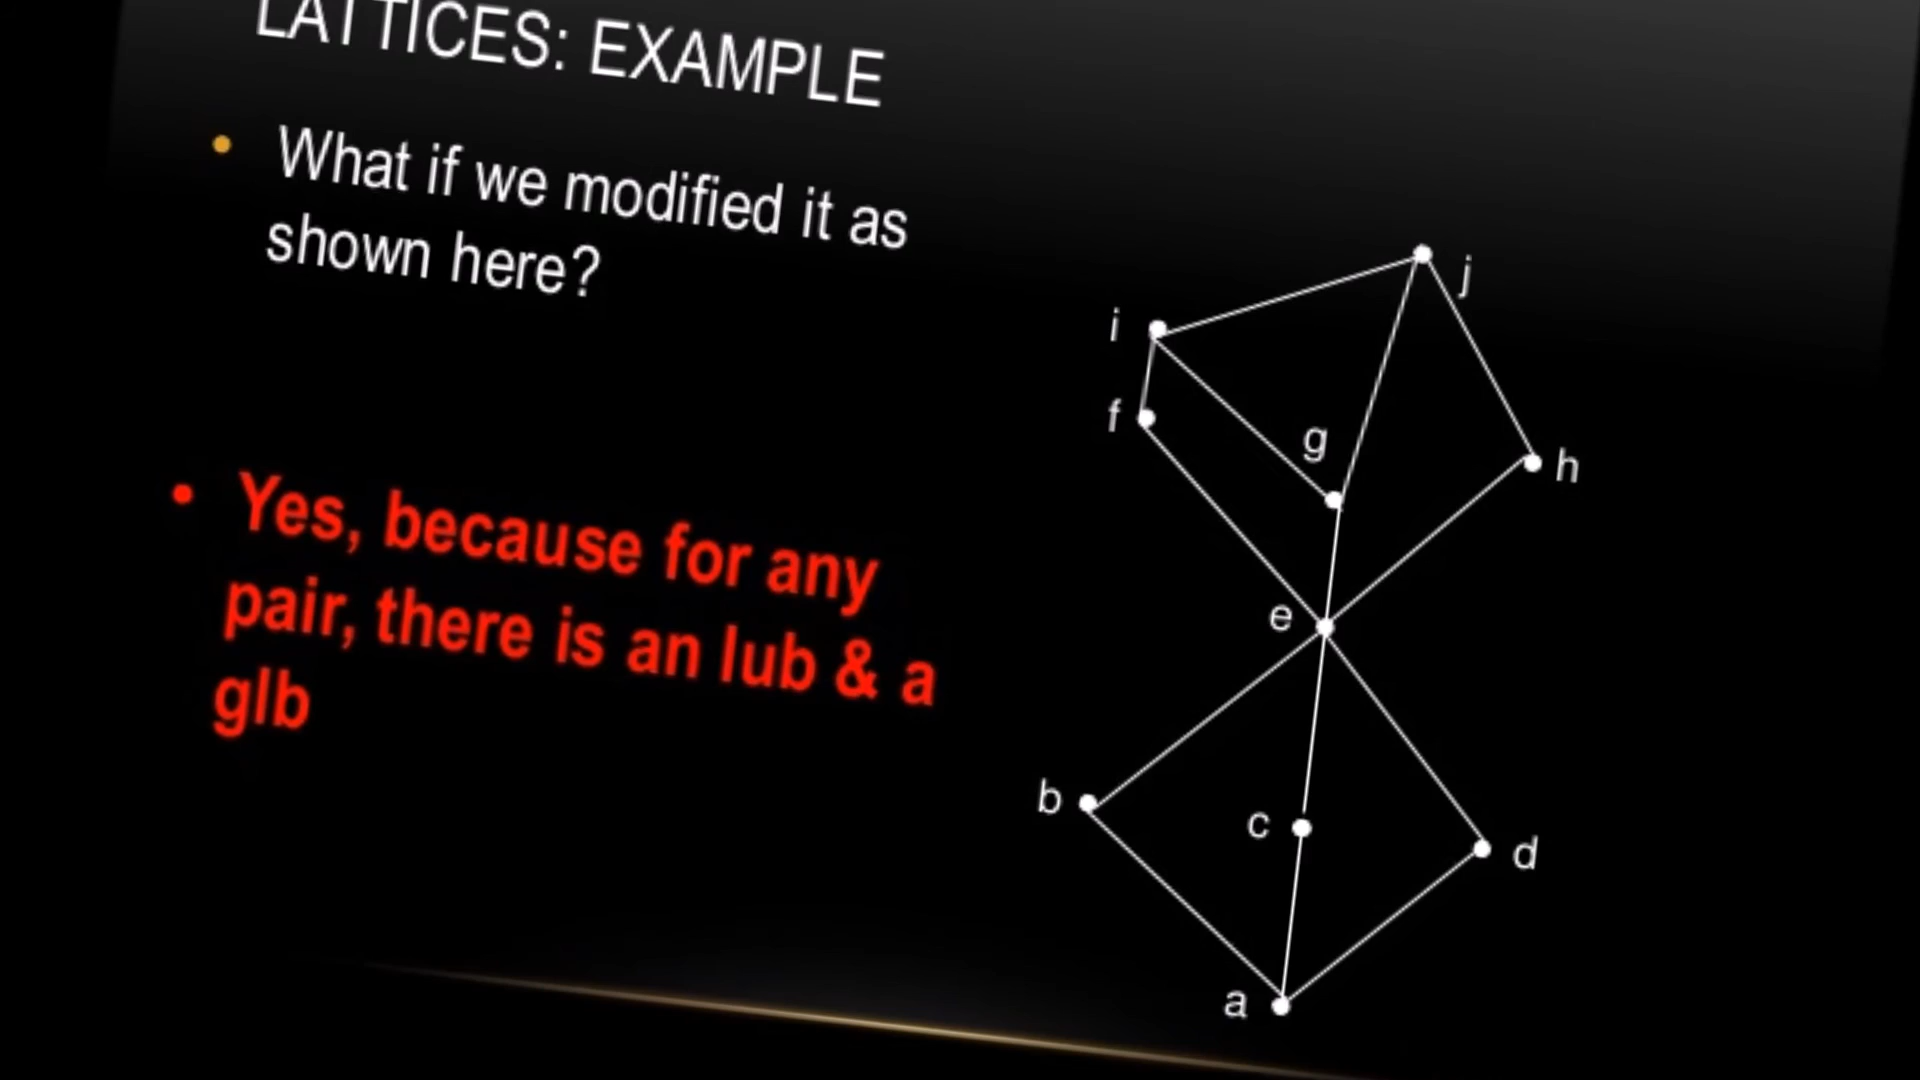 LATTICES: EXAMPLE
What if we modified it as
shown here?
Yes, because for any
pair, there is an lub & a
glb
j
i
f
g
h
e
b
c
d
a